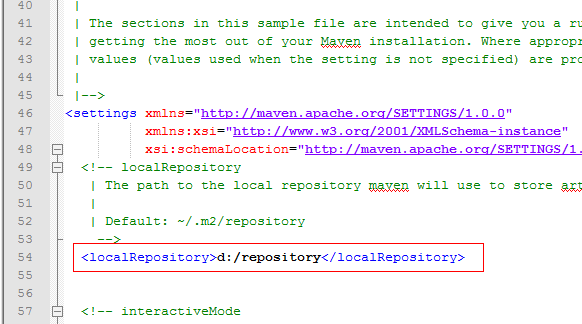 40 |
41 | The sections in this sample file are intended to give you a ru
42 | getting the most out of your Maven installation. Where appropr
43 | values (values used when the setting is not specified) are pro
44 |
45 |-->
46 <settings xmlns="http://maven.apache.org/SETTINGS/1.0.0"
47 xmlns:xsi="http://www.w3.org/2001/XMLSchema-instance"
48 xsi:schemaLocation="http://maven.apache.org/SETTINGS/1.
49 <!-- localRepository
50 | The path to the local repository maven will use to store art
51 |
52 | Default: ~/.m2/repository
53 -->
54 <localRepository>d:/repository</localRepository>
55
56
57 <!-- interactiveMode